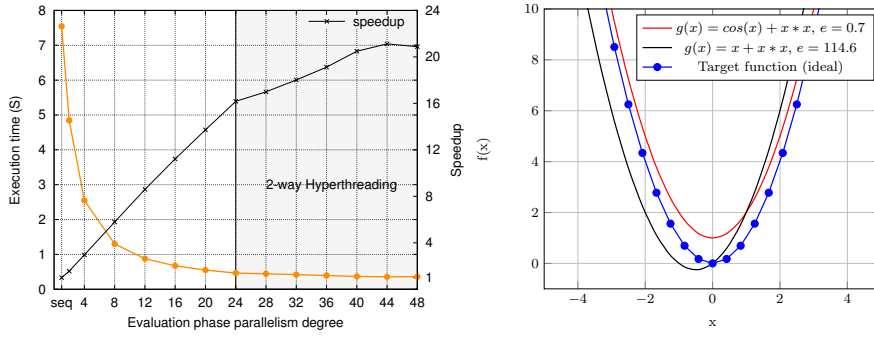 speedup
8
7
6
5
4
3
2
1
0
Execution time (S)
24
20
16
12
8
4
1
Speedup
2-way Hyperthreading
seq 4 8 12 16 20 24 28 32 36 40 44 48
Evaluation phase parallelism degree
f(x)
g(x) = cos(x) + x ∗ x, e = 0.7
g(x) = x + x ∗ x, e = 114.6
Target function (ideal)
10
8
6
4
2
0
f(x)
−4 −2 0 2 4
x